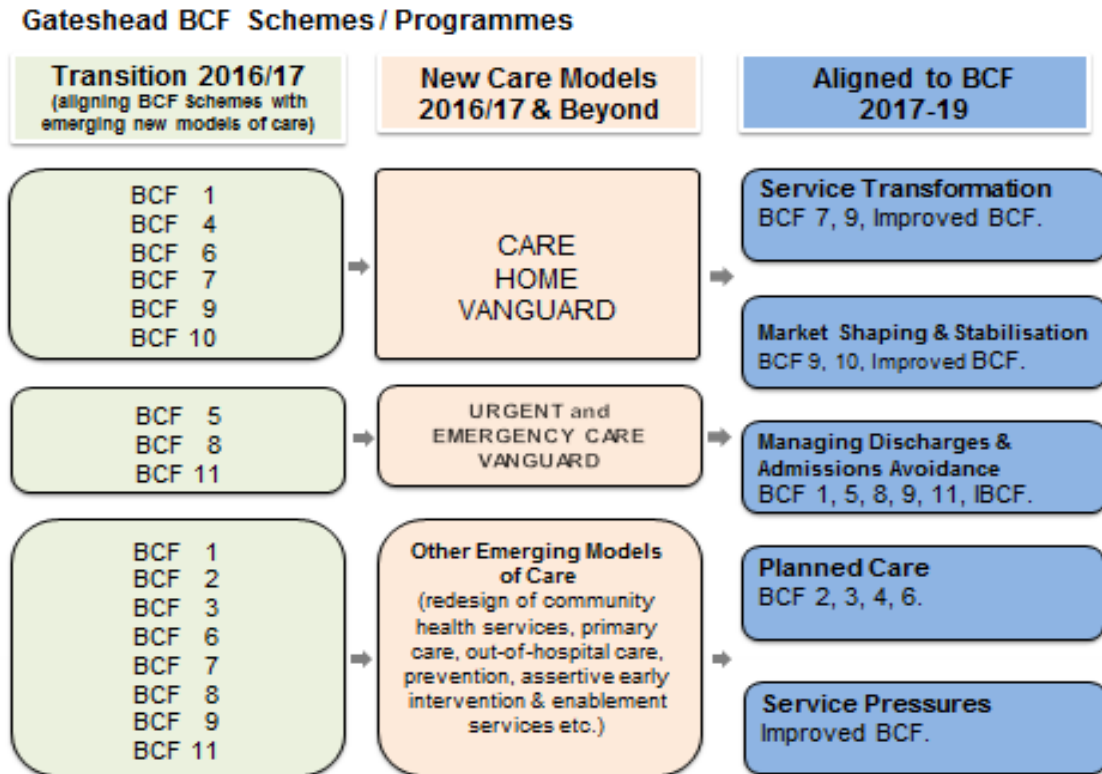 Gateshead BCF Schemes / Programmes
Transition 2016/17
(aligning BCF Schemes with
emerging new models of care)
New Care Models
2016/17 & Beyond
Aligned to BCF
2017-19
BCF 1
BCF 4
BCF 6
BCF 7
BCF 9
BCF 10
CARE
HOME
VANGUARD
Service Transformation
BCF 7, 9, Improved BCF.
Market Shaping & Stabilisation
BCF 9, 10, Improved BCF.
BCF 5
BCF 8
BCF 11
URGENT and
EMERGENCY CARE
VANGUARD
Managing Discharges &
Admissions Avoidance
BCF 1, 5, 8, 9, 11, IBCF.
BCF 1
BCF 2
BCF 3
BCF 6
BCF 7
BCF 8
BCF 9
BCF 11
Other Emerging Models
of Care
(redesign of community
health services, primary
care, out-of-hospital care,
prevention, assertive early
intervention & enablement
services etc.)
Planned Care
BCF 2, 3, 4, 6.
Service Pressures
Improved BCF.